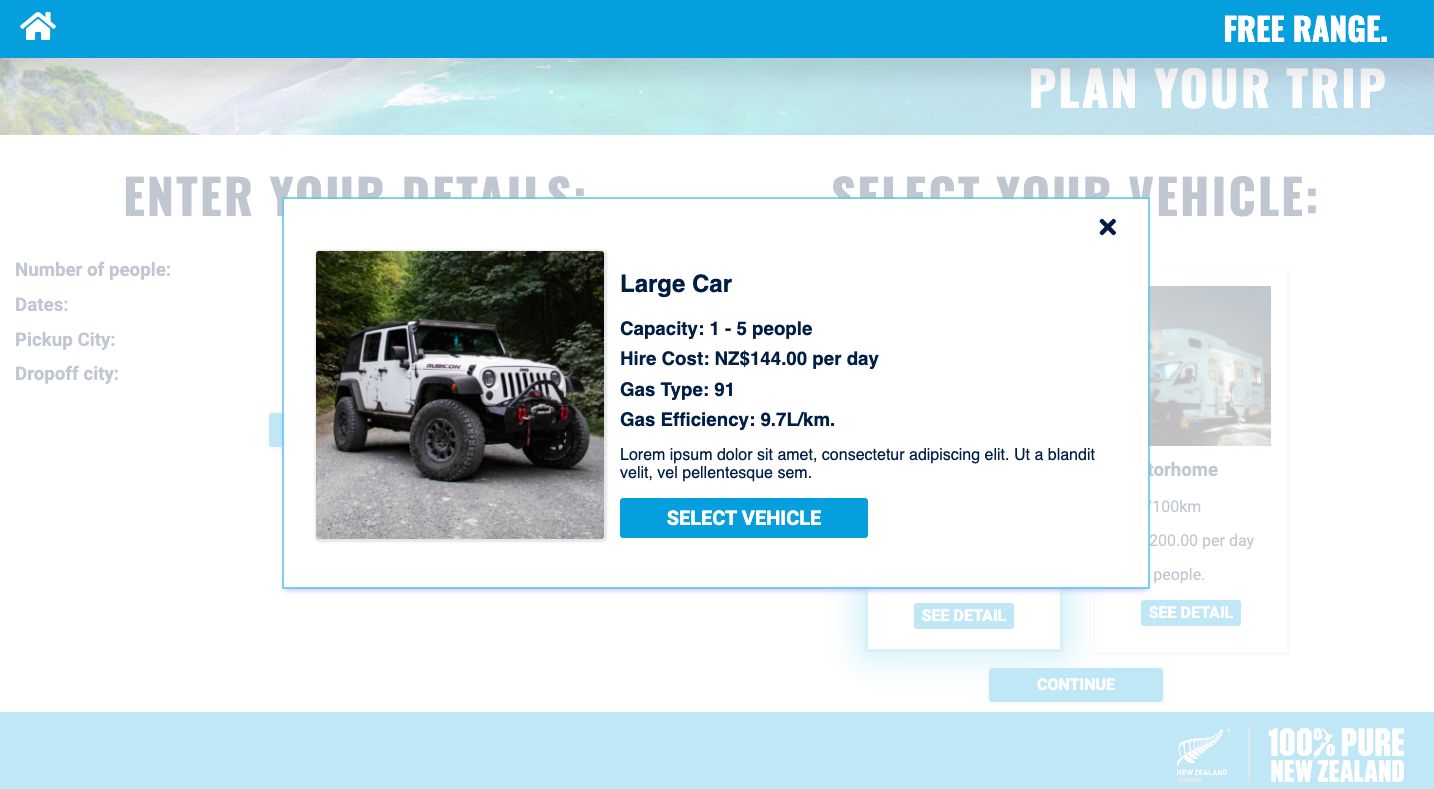 FREE RANGE.
PLAN YOUR TRIP
ENTER YOUR DETAILS:
SELECT YOUR VEHICLE:
Number of people:
Dates:
Pickup City:
Dropoff city:
Large Car
Capacity: 1 - 5 people
Hire Cost: NZ$144.00 per day
Gas Type: 91
Gas Efficiency: 9.7L/km.
Lorem ipsum dolor sit amet, consectetur adipiscing elit. Ut a blandit
velit, vel pellentesque sem.
SELECT VEHICLE
RUBICON
torhome
/100km
200.00 per day
people.
SEE DETAIL
SEE DETAIL
CONTINUE
NEW ZEALAND
100% PURE
NEW ZEALAND